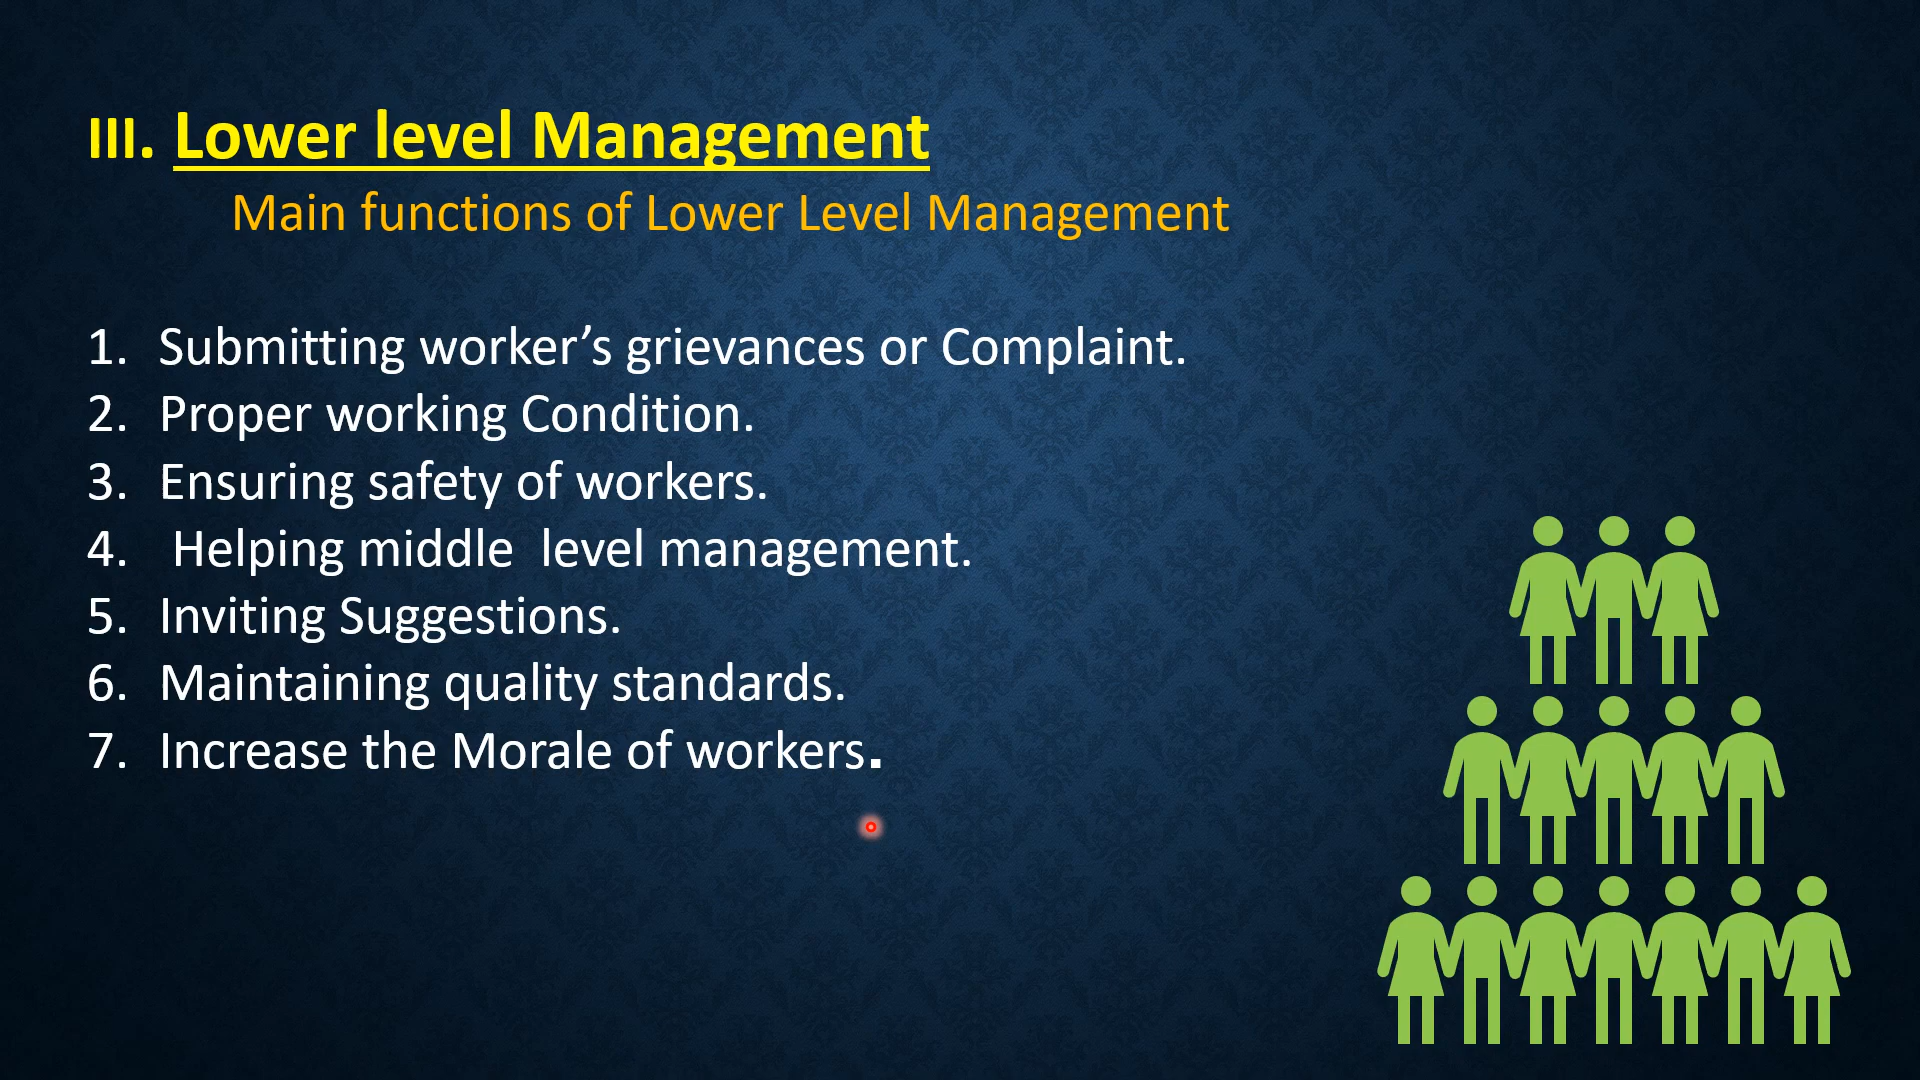 III. Lower level Management
Main functions of Lower Level Management
1. Submitting worker’s grievances or Complaint.
2. Proper working Condition.
3. Ensuring safety of workers.
4. Helping middle level management.
5. Inviting Suggestions.
6. Maintaining quality standards.
7. Increase the Morale of workers.